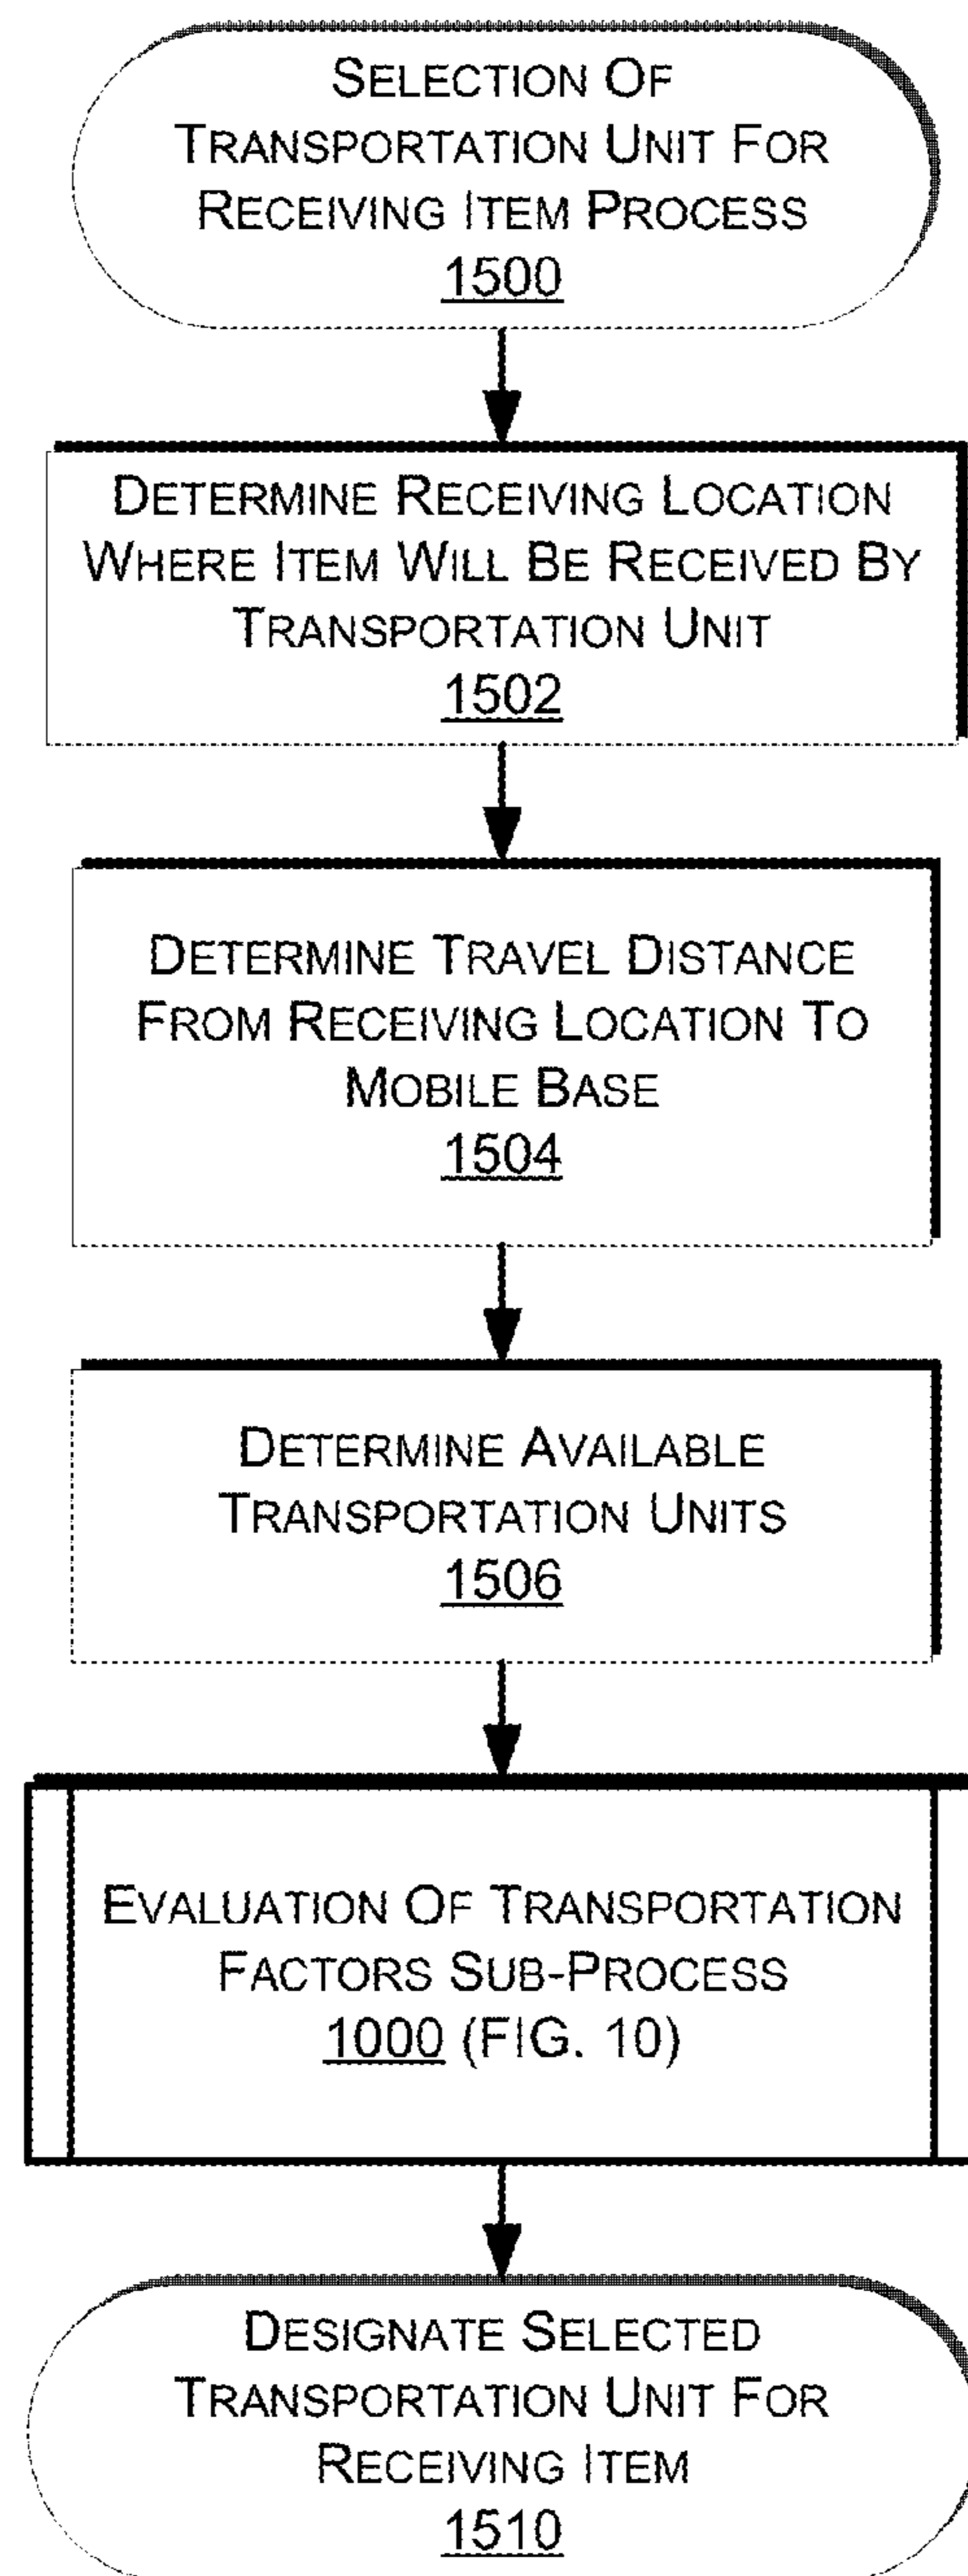 SELECTION OF
TRANSPORTATION UNIT FOR
RECEIVING ITEM PROCESS
1500
DETERMINE RECEIVING LOCATION
WHERE ITEM WILL BE RECEIVED BY
TRANSPORTATION UNIT
1502
DETERMINE TRAVEL DISTANCE
FROM RECEIVING LOCATION TO
MOBILE BASE
1504
DETERMINE AVAILABLE
TRANSPORTATION UNITS
1506
EVALUATION OF TRANSPORTATION
FACTORS SUB-PROCESS
1000 (FIG. 10)
DESIGNATE SELECTED
TRANSPORTATION UNIT FOR
RECEIVING ITEM
1510